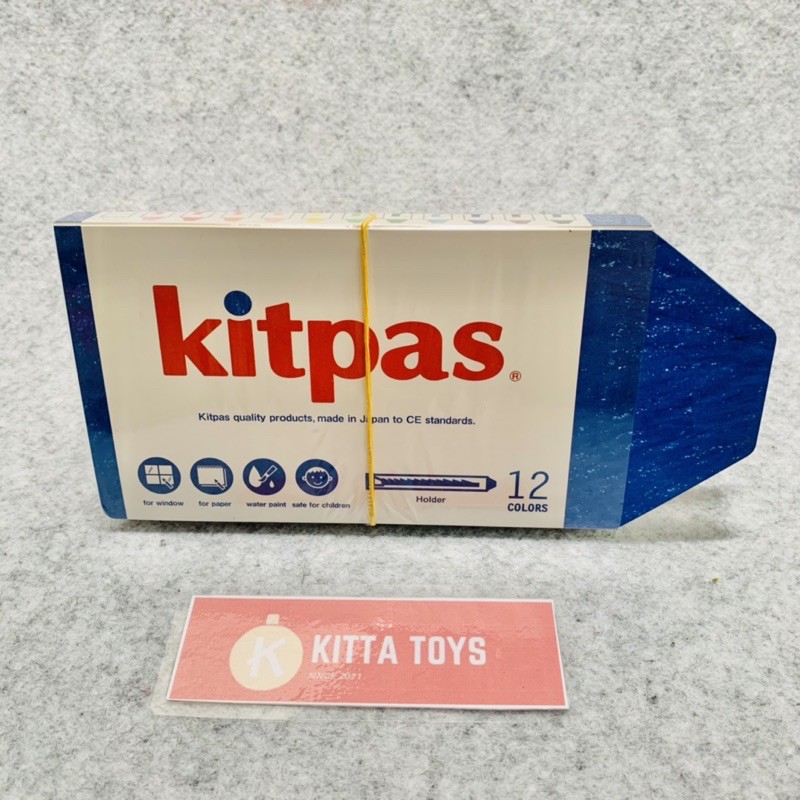 kitpas®
Kitpas quality products, made in Japan to CE standards.
for window for paper water paint safe for children
Holder
12
COLORS
K
KITTA TOYS
SINCE 2021